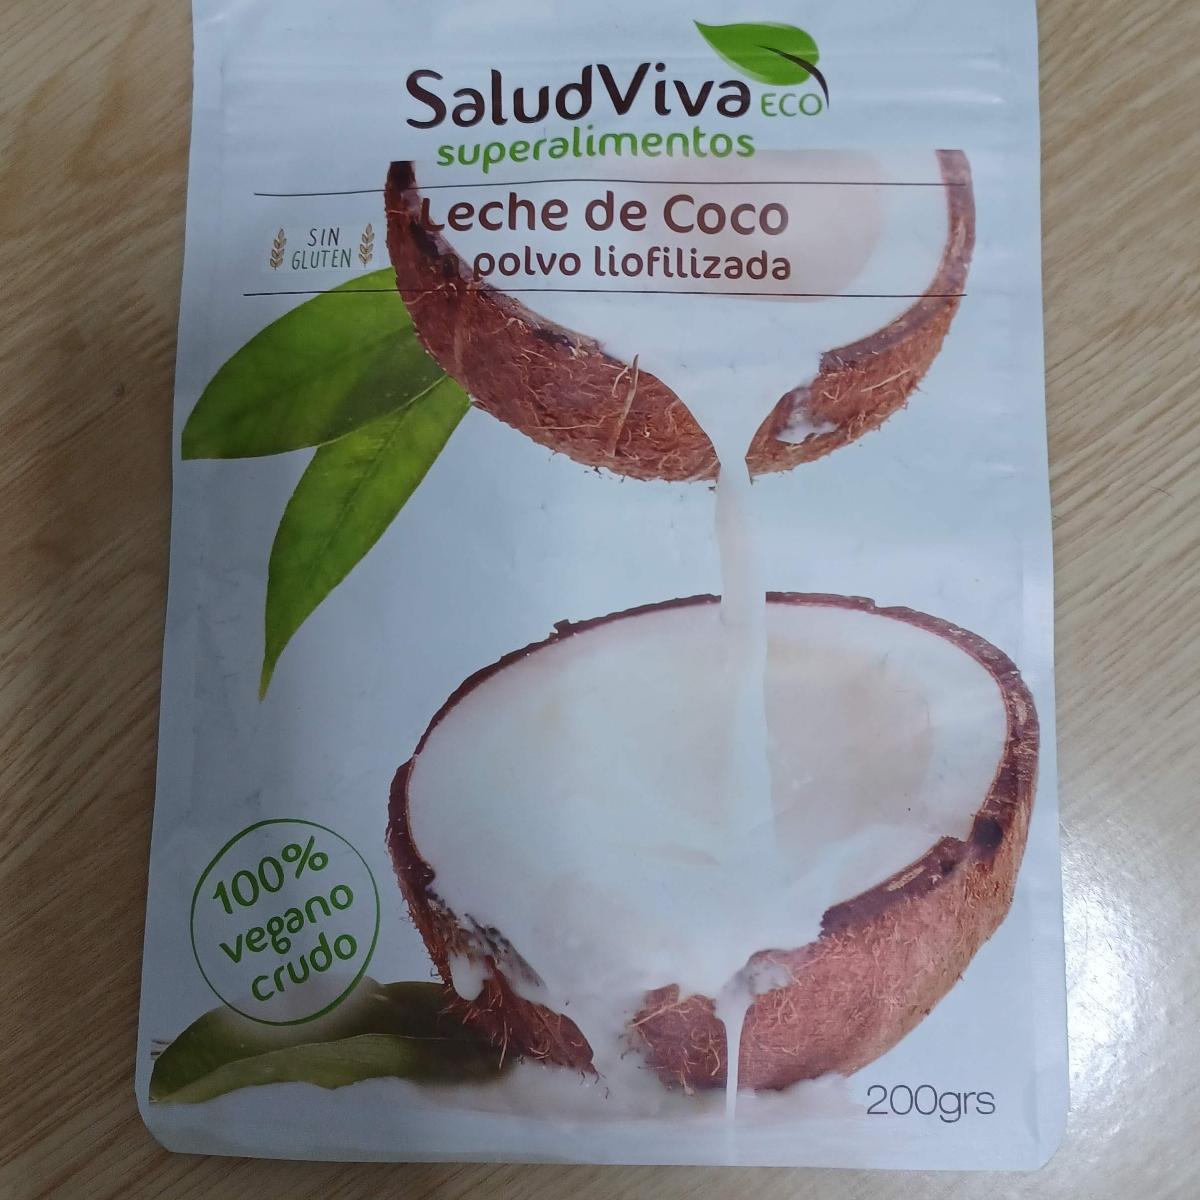 SaludViva ECO
superalimentos
SIN
GLUTEN
Leche de Coco
polvo liofilizada
100%
vegano
crudo
200grs